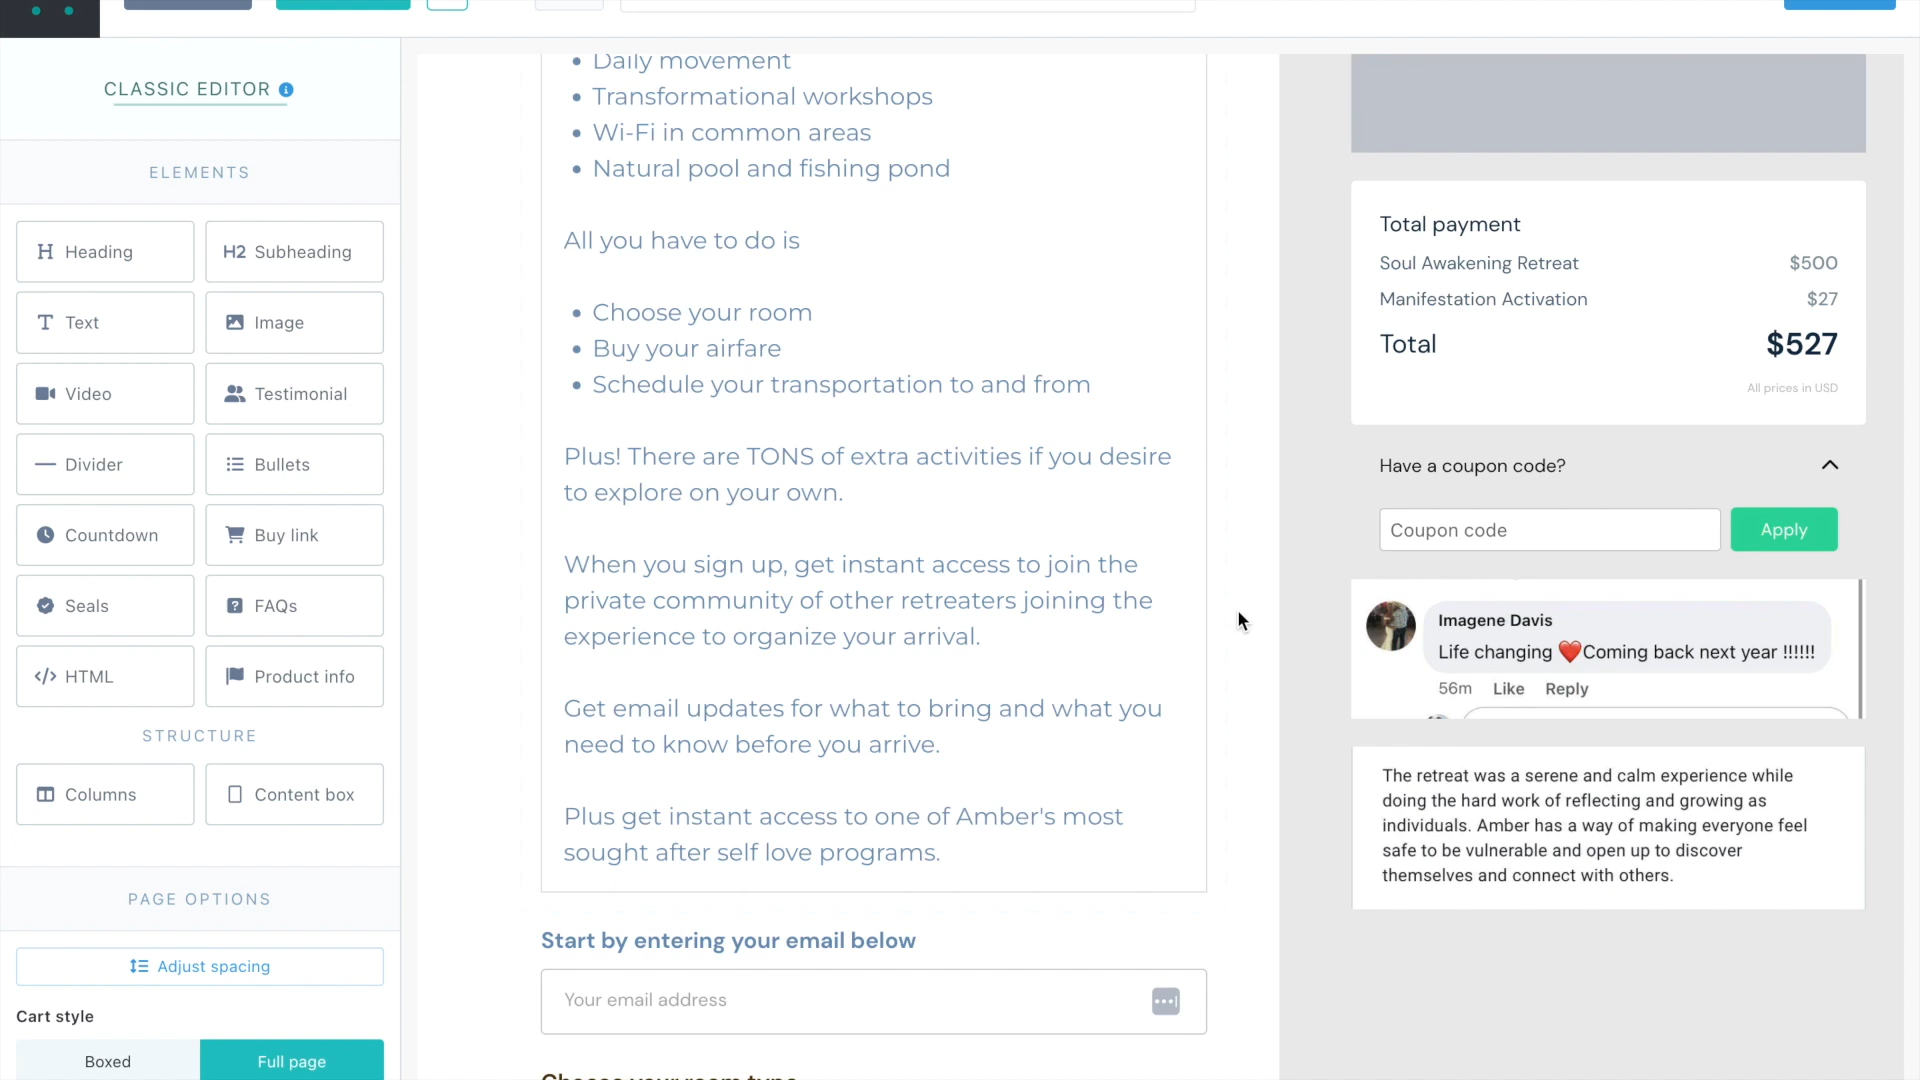 CLASSIC EDITOR
ELEMENTS
H Heading
H2 Subheading
Text
Image
Video
Testimonial
Divider
Bullets
Countdown
Buy link
Seals
FAQs
HTML
Product info
STRUCTURE
Columns
Content box
PAGE OPTIONS
Adjust spacing
Cart style
Boxed
Full page
• Daily movement
• Transformational workshops
• Wi-Fi in common areas
• Natural pool and fishing pond
All you have to do is
• Choose your room
• Buy your airfare
• Schedule your transportation to and from
Plus! There are TONS of extra activities if you desire
to explore on your own.
When you sign up, get instant access to join the
private community of other retreaters joining the
experience to organize your arrival.
Get email updates for what to bring and what you
need to know before you arrive.
Plus get instant access to one of Amber's most
sought after self love programs.
Start by entering your email below
Your email address
Choose your room type
Total payment
Soul Awakening Retreat $500
Manifestation Activation $27
Total $527
All prices in USD
Have a coupon code?
Coupon code
Apply
Imagene Davis
Life changing ❤️Coming back next year !!!!!!
56m Like Reply
The retreat was a serene and calm experience while
doing the hard work of reflecting and growing as
individuals. Amber has a way of making everyone feel
safe to be vulnerable and open up to discover
themselves and connect with others.